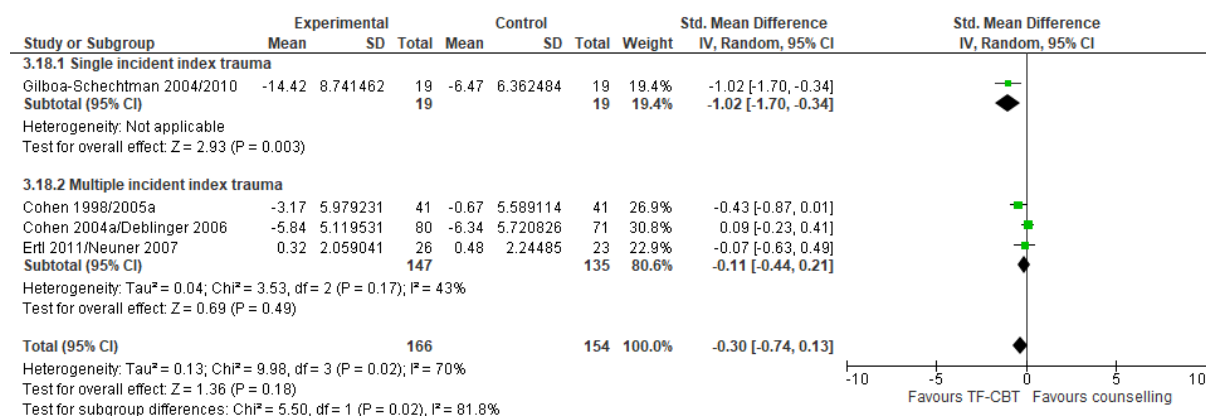 Experimental Control Std. Mean Difference Std. Mean Difference
Study or Subgroup Mean SD Total Mean SD Total Weight IV, Random, 95% CI IV, Random, 95% CI
3.18.1 Single incident index trauma
Gilboa-Schechtman 2004/2010 -14.42 8.741462 19 -6.47 6.362484 19 19.4% -1.02 [-1.70, -0.34]
Subtotal (95% CI) 19 19 19.4% -1.02 [-1.70, -0.34]
Heterogeneity: Not applicable
Test for overall effect: Z = 2.93 (P = 0.003)
3.18.2 Multiple incident index trauma
Cohen 1998/2005a -3.17 5.979231 41 -0.67 5.589114 41 26.9% -0.43 [-0.87, 0.01]
Cohen 2004a/Deblinger 2006 -5.84 5.119531 80 -6.34 5.720826 71 30.8% 0.09 [-0.23, 0.41]
Ertl 2011/Neuner 2007 0.32 2.059041 26 0.48 2.24485 23 22.9% -0.07 [-0.63, 0.49]
Subtotal (95% CI) 147 135 80.6% -0.11 [-0.44, 0.21]
Heterogeneity: Tau² = 0.04; Chi² = 3.53, df = 2 (P = 0.17); I² = 43%
Test for overall effect: Z = 0.69 (P = 0.49)
Total (95% CI) 166 154 100.0% -0.30 [-0.74, 0.13]
Heterogeneity: Tau² = 0.13; Chi² = 9.98, df = 3 (P = 0.02); I² = 70%
Test for overall effect: Z = 1.36 (P = 0.18)
Test for subgroup differences: Chi² = 5.50, df = 1 (P = 0.02), I² = 81.8%
-10 -5 0 5 10
Favours TF-CBT Favours counselling